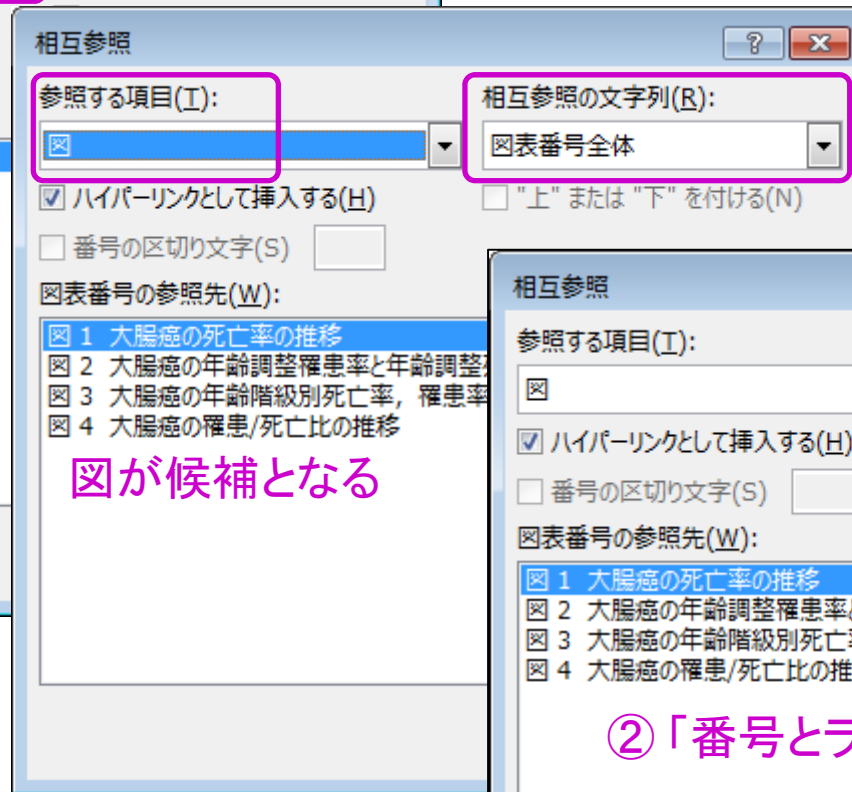 相互参照
参照する項目(T):
相互参照の文字列(R):
図
図表番号全体
ハイパーリンクとして挿入する(H)
"上" または "下" を付ける(N)
番号の区切り文字(S)
図表番号の参照先(W):
図 1 大腸癌の死亡率の推移
図 2 大腸癌の年齢調整罹患率と年齢調整
図 3 大腸癌の年齢階級別死亡率, 罹患率
図 4 大腸癌の罹患/死亡比の推移
図が候補となる
相互参照
参照する項目(T):
図
ハイパーリンクとして挿入する(H)
番号の区切り文字(S)
図表番号の参照先(W):
図 1 大腸癌の死亡率の推移
図 2 大腸癌の年齢調整罹患率
図 3 大腸癌の年齢階級別死亡
図 4 大腸癌の罹患/死亡比の推
②「番号とラ